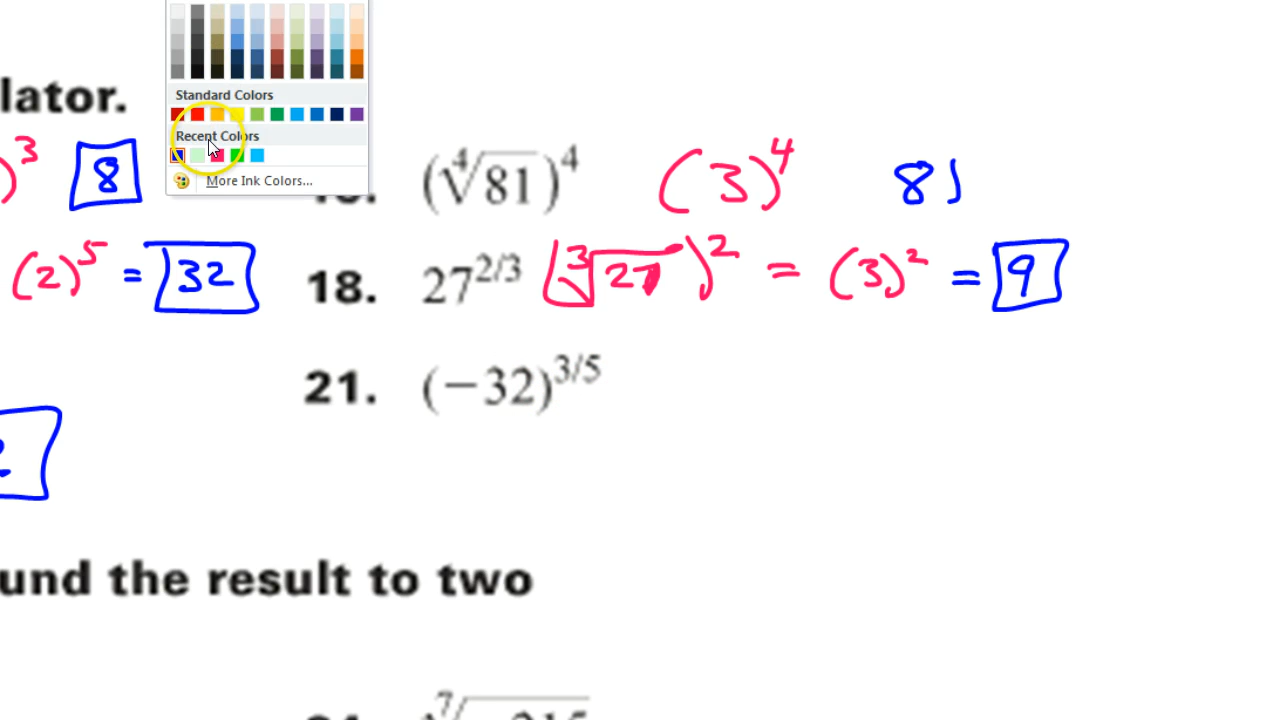 Standard Colors
Recent Colors
More Ink Colors...
lator.
)³ 8
(∜81)⁴ (3)⁴ 81
(2)⁵ = 32
18. 27^{2/3} (∛27)² = (3)² = 9
21. (−32)^{3/5}
und the result to two